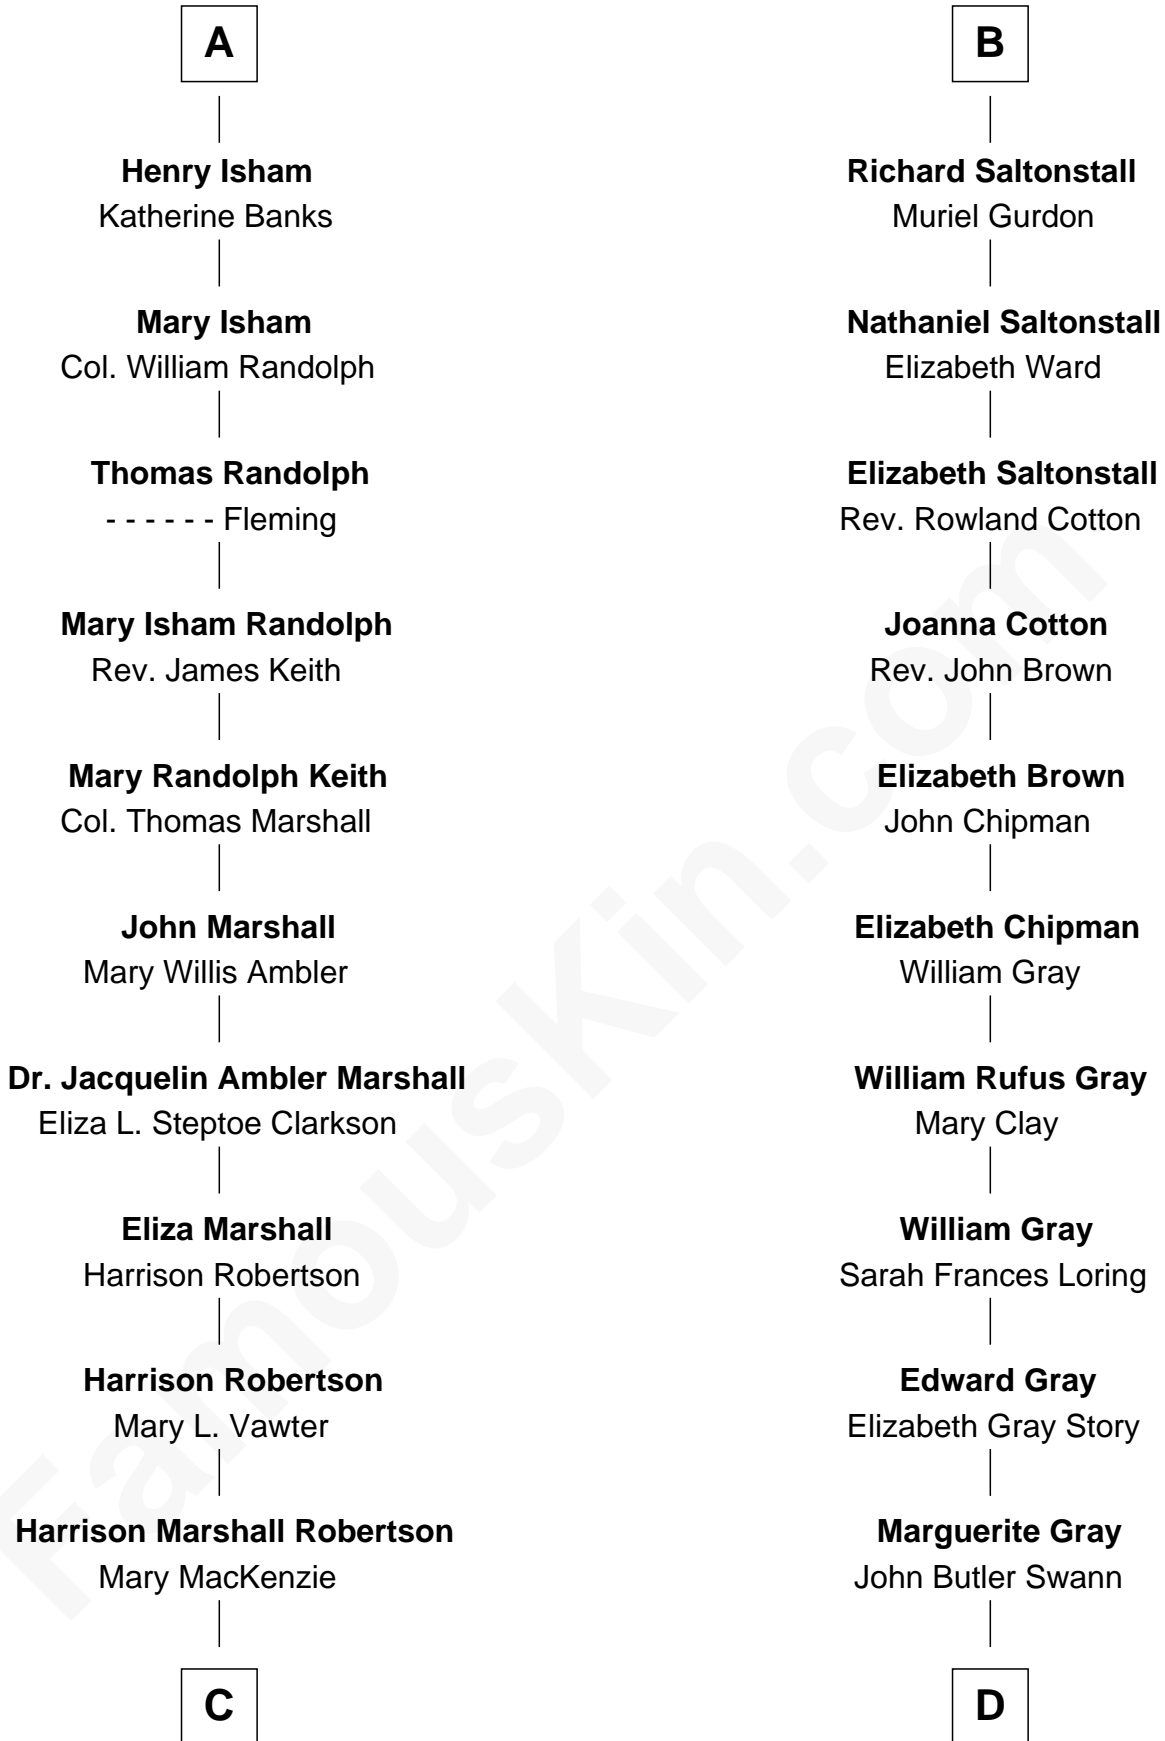 A
Henry Isham
Katherine Banks
Mary Isham
Col. William Randolph
Thomas Randolph
- - - - - - Fleming
Mary Isham Randolph
Rev. James Keith
Mary Randolph Keith
Col. Thomas Marshall
John Marshall
Mary Willis Ambler
Dr. Jacquelin Ambler Marshall
Eliza L. Steptoe Clarkson
Eliza Marshall
Harrison Robertson
Harrison Robertson
Mary L. Vawter
Harrison Marshall Robertson
Mary MacKenzie
C
B
Richard Saltonstall
Muriel Gurdon
Nathaniel Saltonstall
Elizabeth Ward
Elizabeth Saltonstall
Rev. Rowland Cotton
Joanna Cotton
Rev. John Brown
Elizabeth Brown
John Chipman
Elizabeth Chipman
William Gray
William Rufus Gray
Mary Clay
William Gray
Sarah Frances Loring
Edward Gray
Elizabeth Gray Story
Marguerite Gray
John Butler Swann
D
FamousKin.com